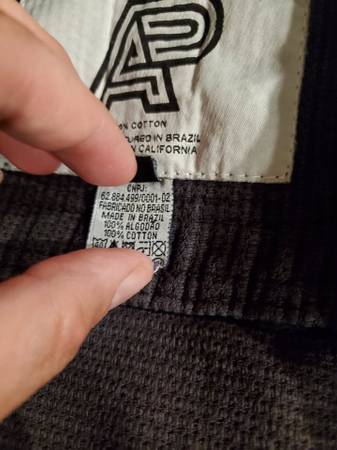 AP
% COTTON
IN BRAZIL
CALIFORNIA
CNPJ:
62.884.499/0001-02
FABRICADO NO BRASIL
MADE IN BRAZIL
100% ALGODÃO
100% COTTON